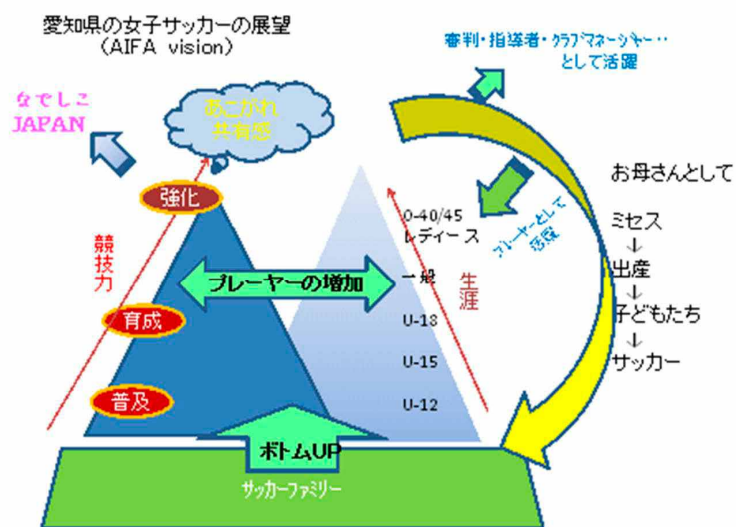 愛知県の女子サッカーの展望
(AIFA vision)
審判・指導者・クラブマネージャー・・
として活躍
なでしこ
JAPAN
あこがれ
共有感
お母さんとして
強化
O-40/45
レディース
プレーヤーとして
活躍
ミセス
↓
出産
↓
子どもたち
↓
サッカー
競技力
プレーヤーの増加
一般
生涯
育成
U-18
U-15
普及
U-12
ボトムUP
サッカーファミリー